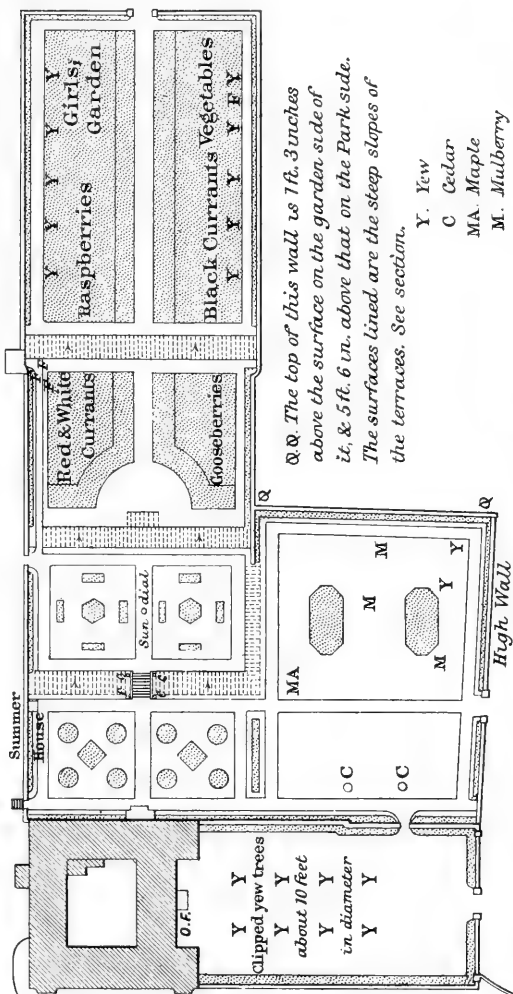 Summer
House
Sun dial
Red & White
Currants
Gooseberries
F F F
Y Y Y Y Y
Raspberries
Girls,
Garden
Black Currants Vegetables
Y Y Y Y F Y
O.F.
Clipped yew trees
Y Y
Y Y
about 10 feet
Y Y
in diameter
Y Y
C
C
MA
M
M
M
Y
Y
High Wall
Q
Q
Q.Q. The top of this wall is 1 ft. 3 inches
above the surface on the garden side of
it, & 5 ft. 6 in. above that on the Park side.
The surfaces lined are the steep slopes of
the terraces. See section.
Y. Yew
C Cedar
MA. Maple
M. Mulberry